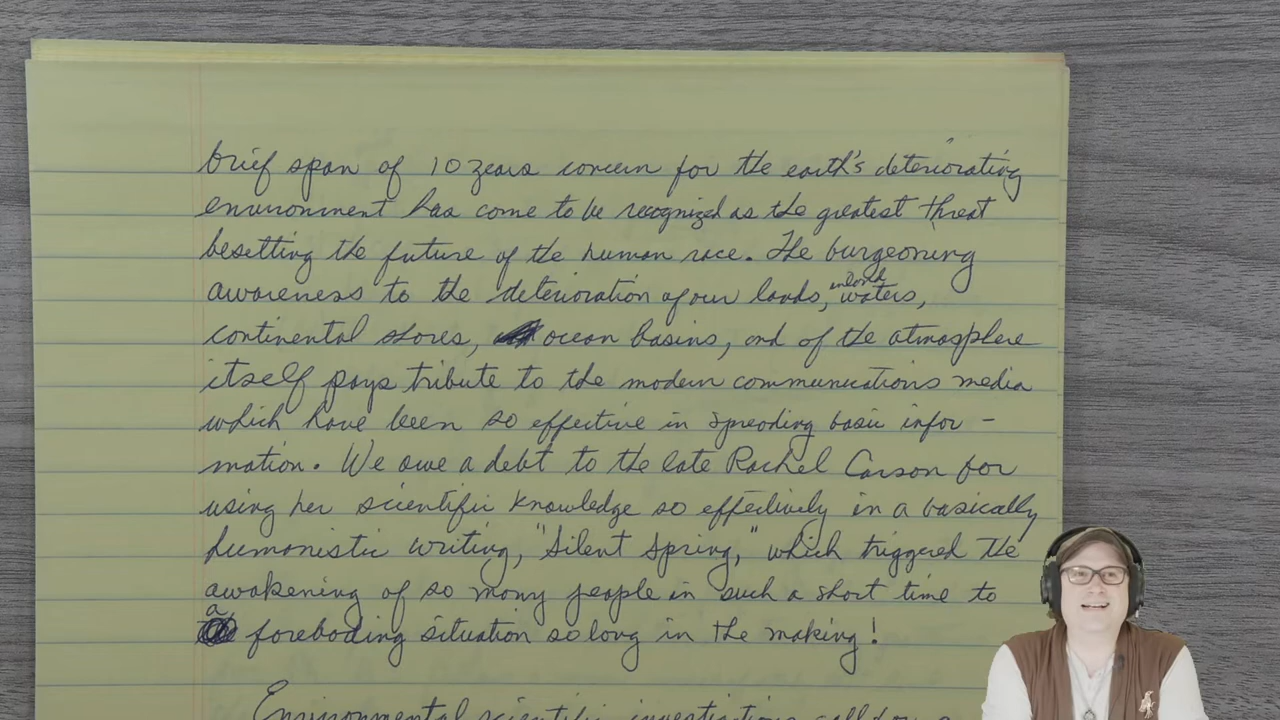 brief span of 10 years concern for the earth's deteriorating
environment has come to be recognized as the greatest threat
besetting the future of the human race. The burgeoning
awareness to the deterioration of our lands, inland waters,
continental shores, ocean basins, and of the atmosphere
itself pays tribute to the modern communications media
which have been so effective in spreading basic infor-
mation. We owe a debt to the late Rachel Carson for
using her scientific knowledge so effectively in a basically
humanistic writing, "Silent Spring," which triggered the
awakening of so many people in such a short time to
a foreboding situation so long in the making!
Environmental scientific investigations call for a